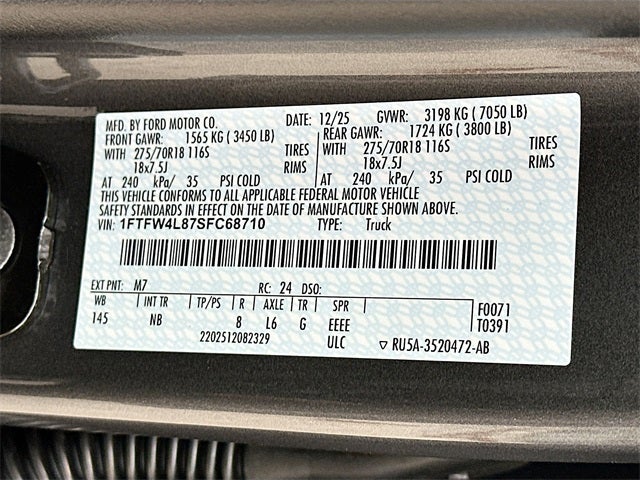 MFD. BY FORD MOTOR CO. DATE: 12/25 GVWR: 3198 KG ( 7050 LB)
FRONT GAWR: 1565 KG ( 3450 LB) REAR GAWR: 1724 KG ( 3800 LB)
WITH 275/70R18 116S TIRES WITH 275/70R18 116S TIRES
18x7.5J RIMS 18x7.5J RIMS
AT 240 kPa/ 35 PSI COLD AT 240 kPa/ 35 PSI COLD
THIS VEHICLE CONFORMS TO ALL APPLICABLE FEDERAL MOTOR VEHICLE
SAFETY STANDARDS IN EFFECT ON THE DATE OF MANUFACTURE SHOWN ABOVE.
VIN: 1FTFW4L87SFC68710 TYPE: Truck
EXT PNT: M7 RC: 24 DSO:
WB INT TR TP/PS R AXLE TR SPR F0071
145 NB 8 L6 G EEEE T0391
2202512082329 ULC ▽ RU5A-3520472-AB